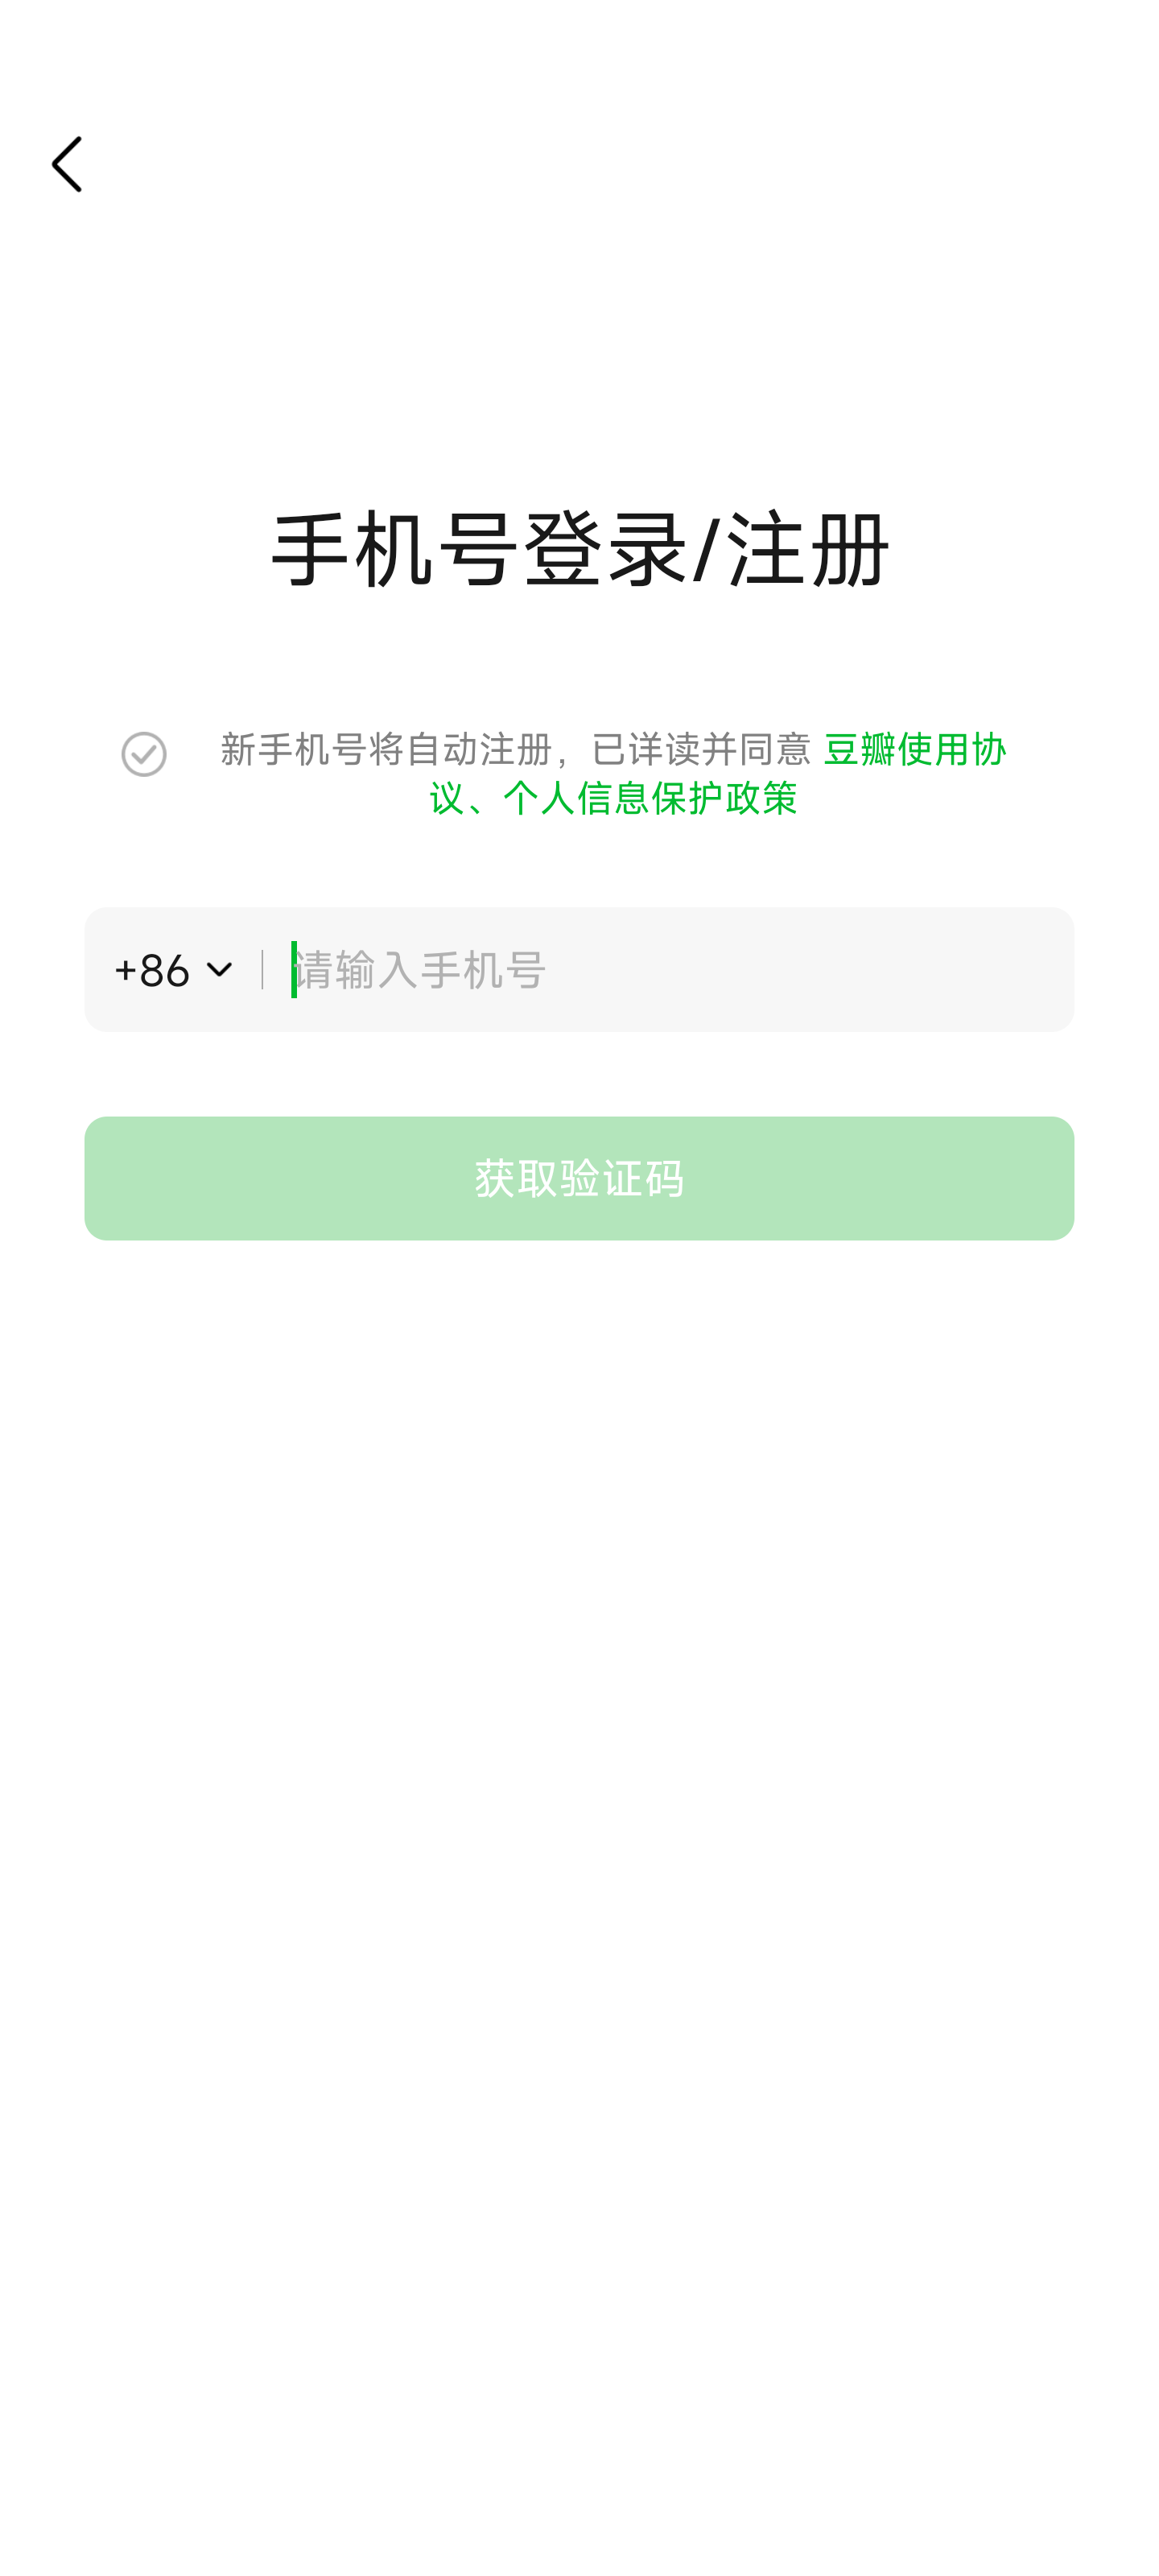 手机号登录/注册
新手机号将自动注册，已详读并同意 豆瓣使用协
议、个人信息保护政策
+86 请输入手机号
获取验证码